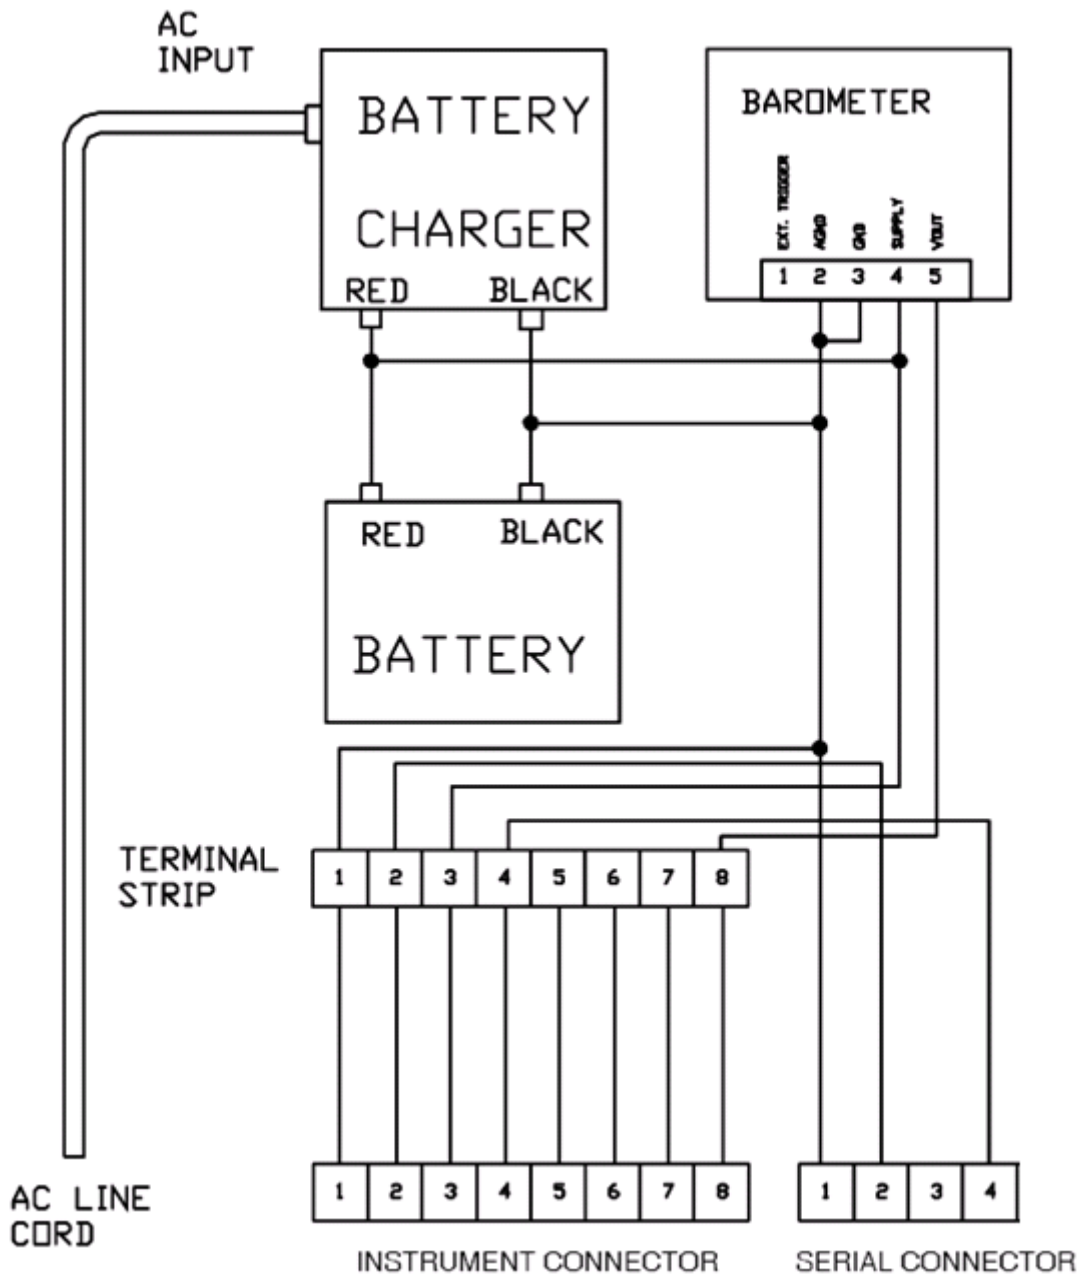 AC
INPUT
BATTERY
CHARGER
RED BLACK
BAROMETER
EXT. TRIGGER
AGND
GND
SUPPLY
VOUT
1 2 3 4 5
RED BLACK
BATTERY
TERMINAL
STRIP
1 2 3 4 5 6 7 8
1 2 3 4 5 6 7 8
INSTRUMENT CONNECTOR
1 2 3 4
SERIAL CONNECTOR
AC LINE
CORD